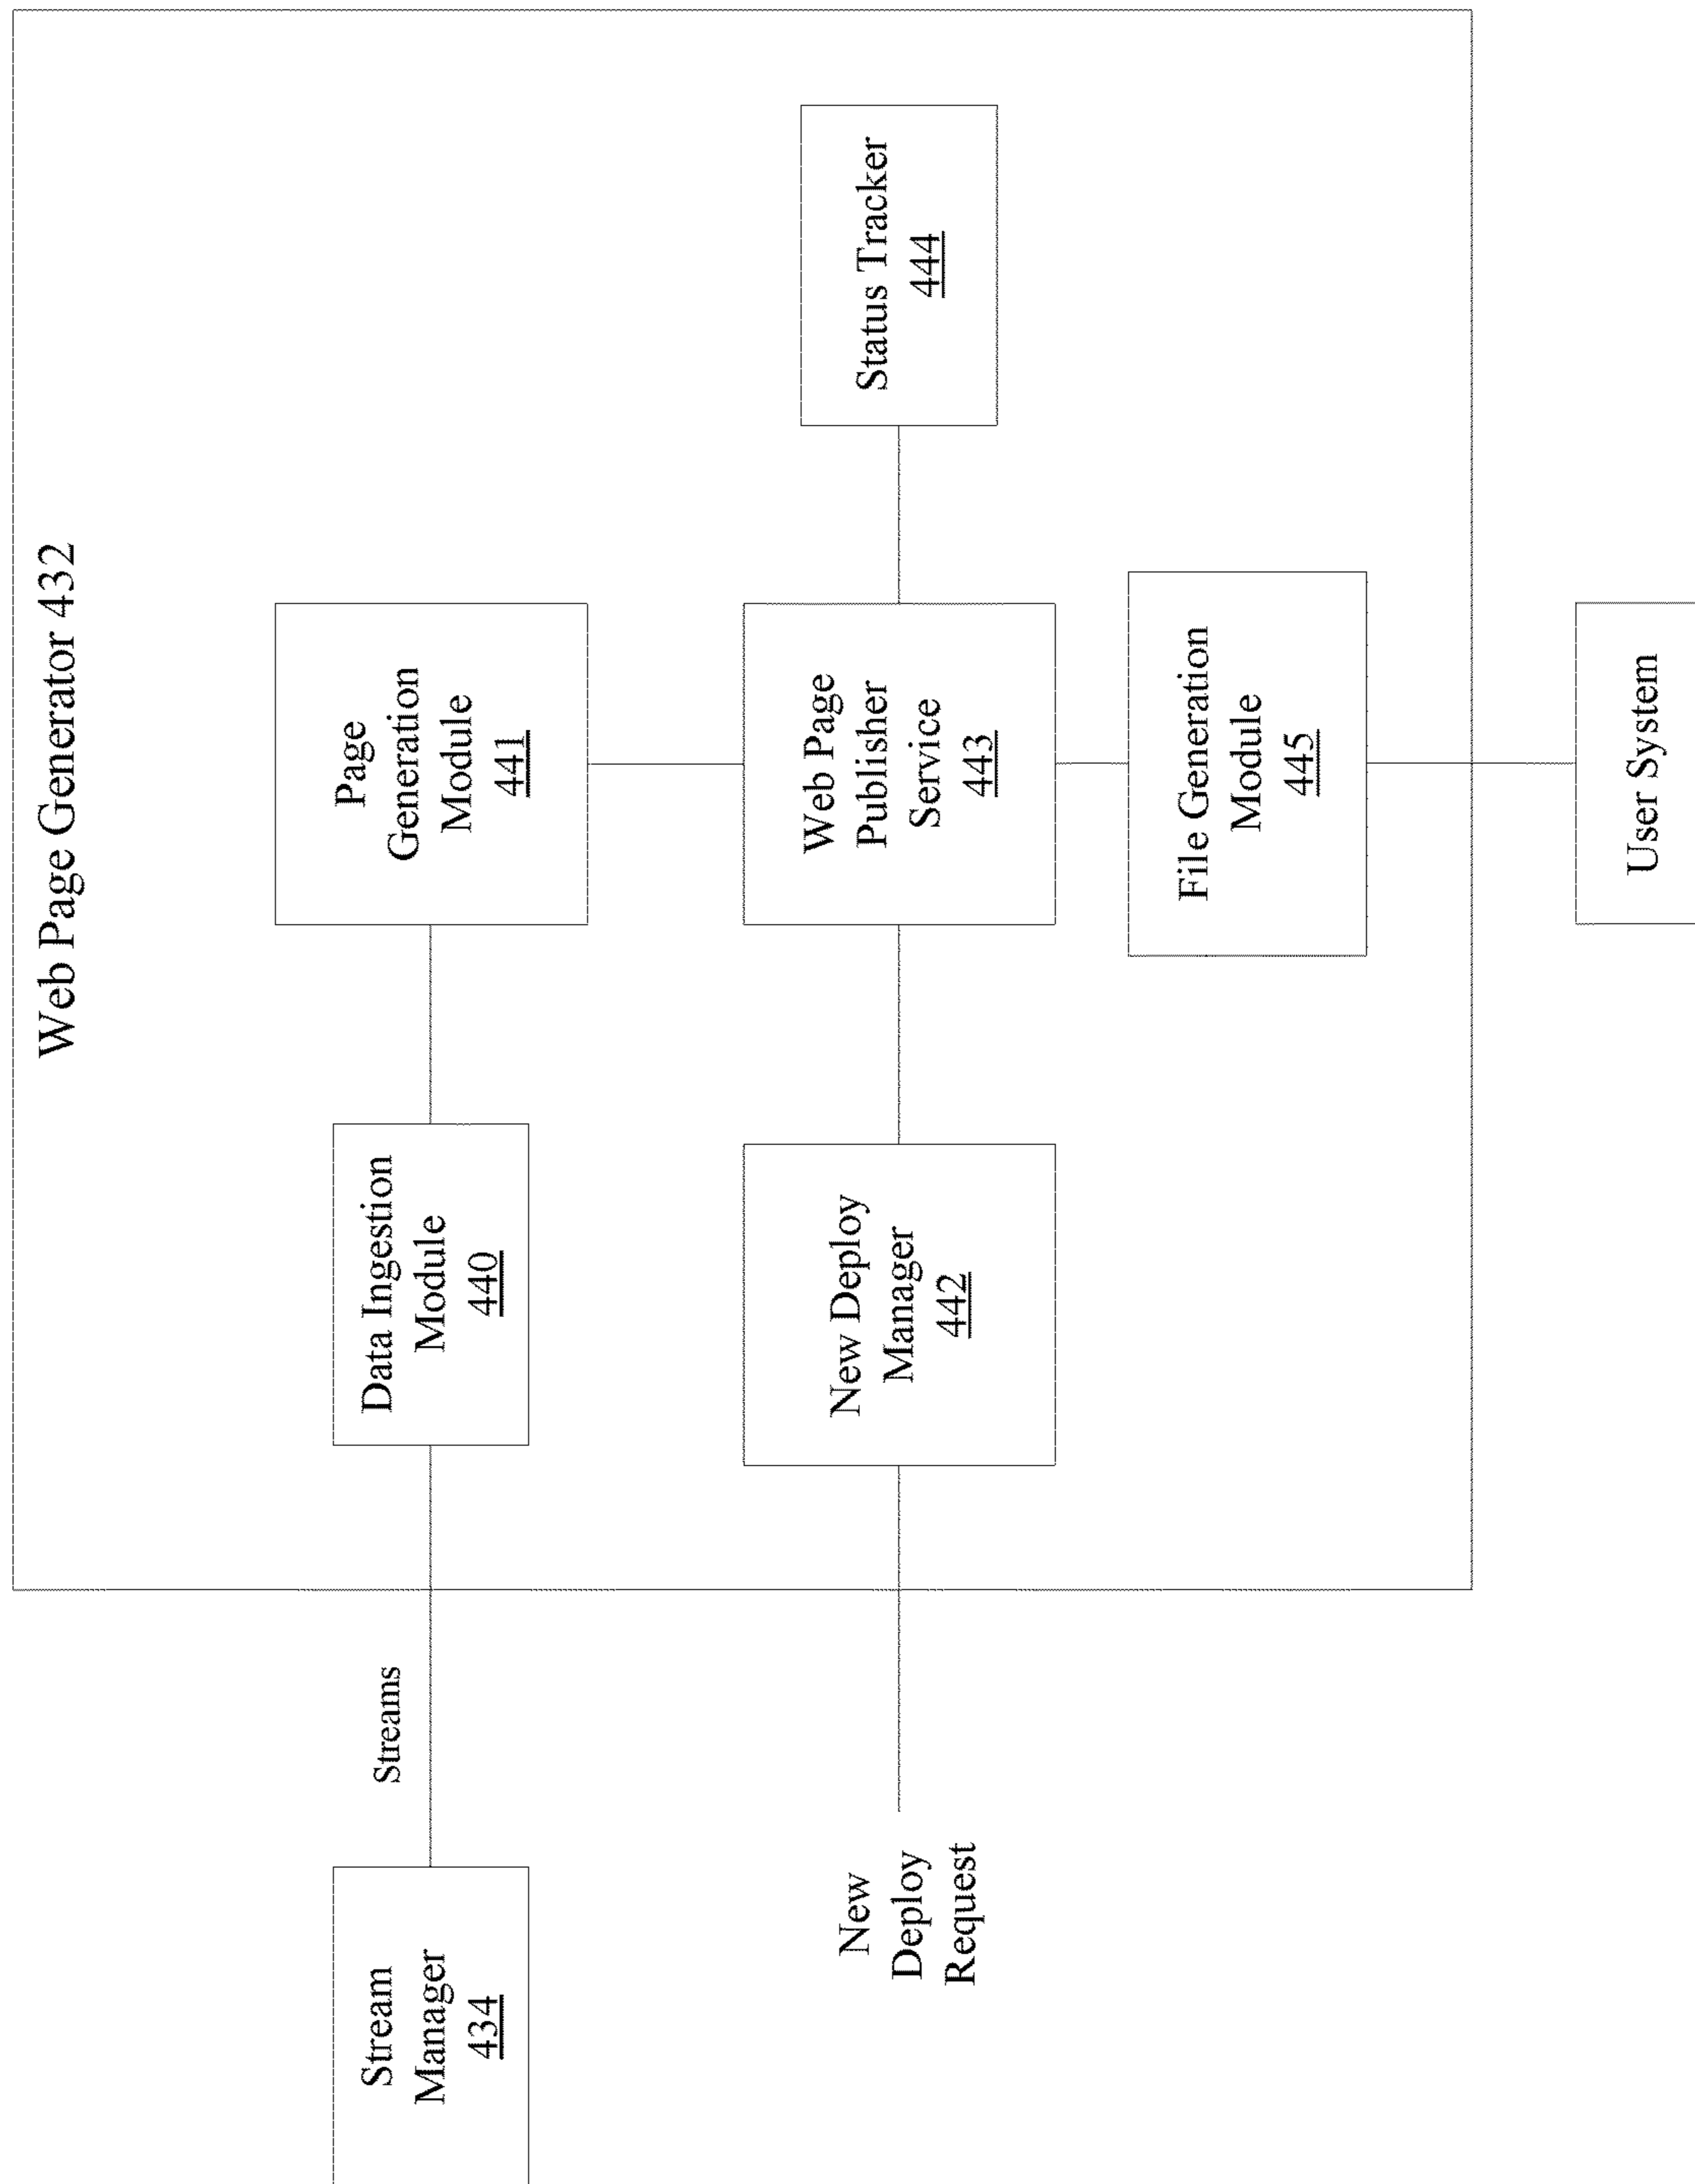 Web Page Generator 432
Stream
Manager
434
Streams
Data Ingestion
Module
440
Page
Generation
Module
441
New
Deploy
Request
New Deploy
Manager
442
Web Page
Publisher
Service
443
Status Tracker
444
File Generation
Module
445
User System